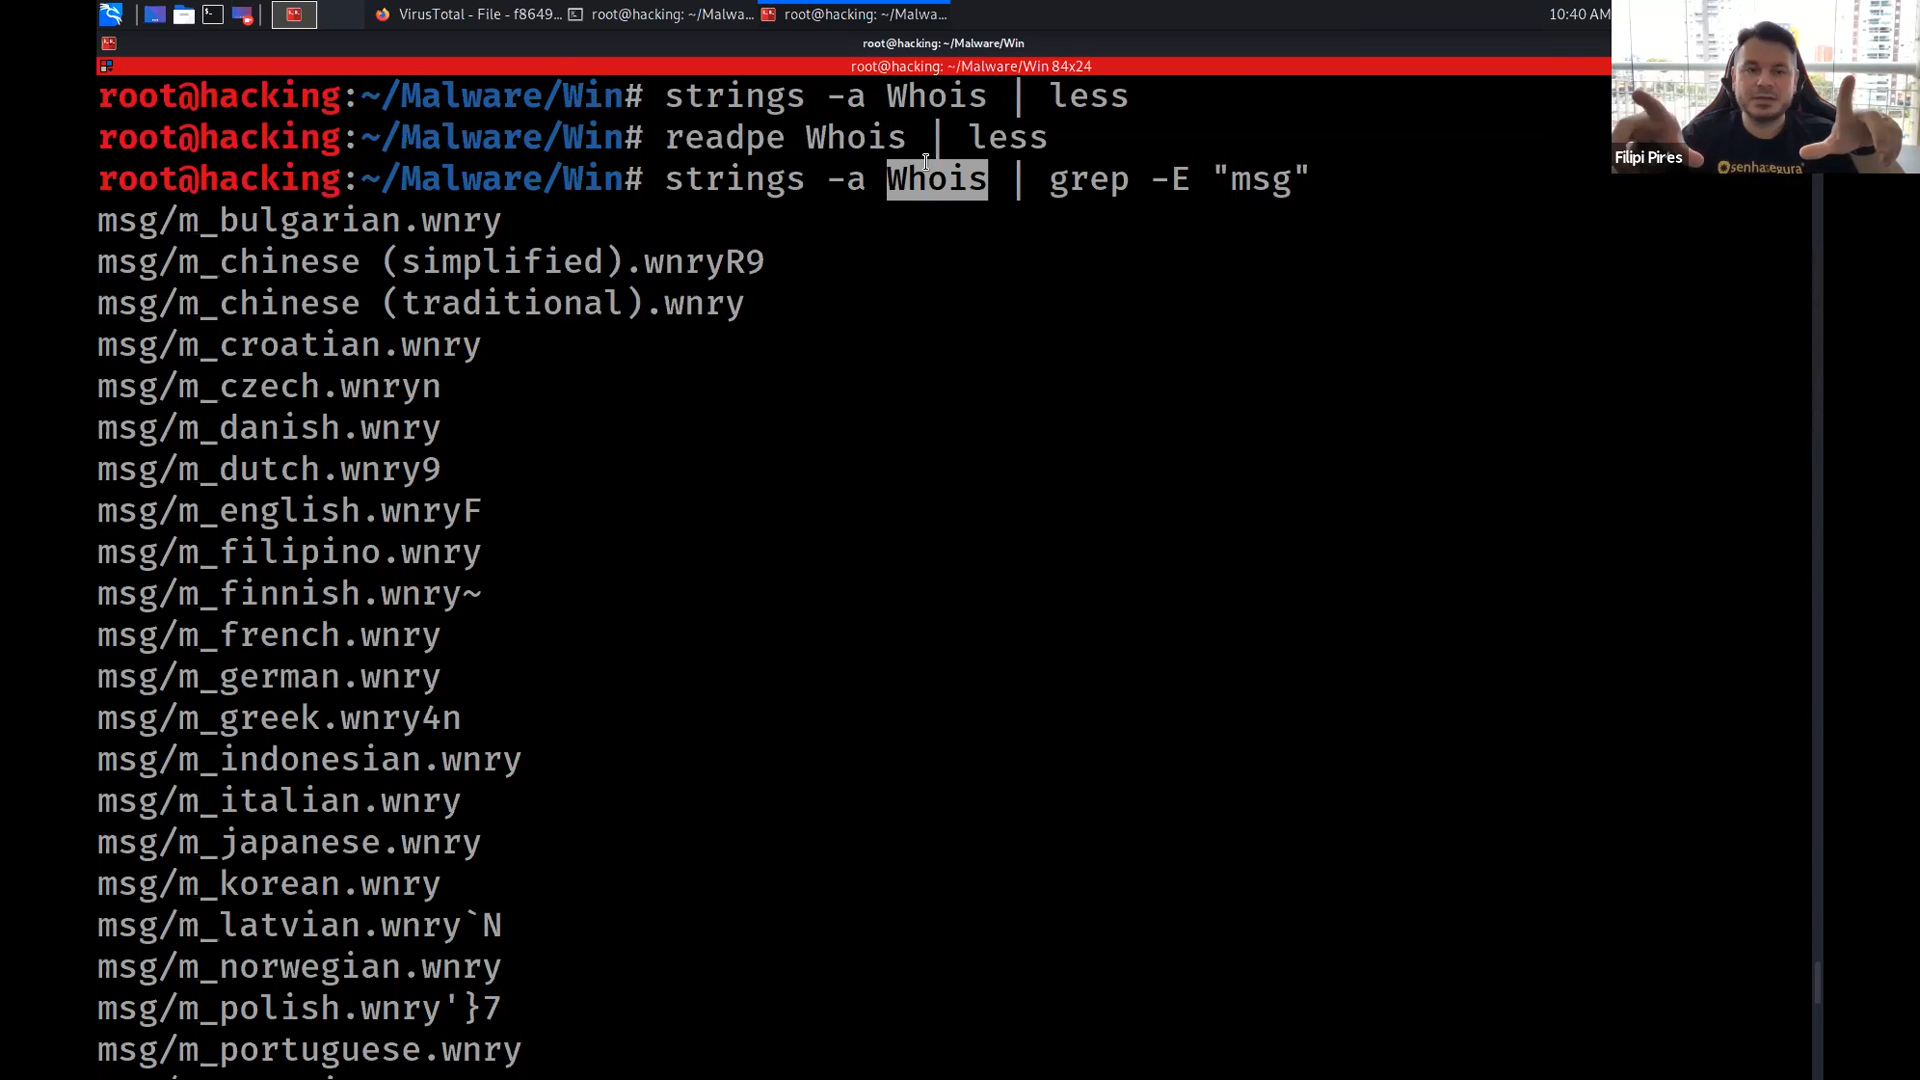 VirusTotal - File - f8649...
root@hacking: ~/Malwa...
root@hacking: ~/Malwa...
10:40 AM
root@hacking: ~/Malware/Win
root@hacking: ~/Malware/Win 84x24
root@hacking:~/Malware/Win# strings -a Whois | less
root@hacking:~/Malware/Win# readpe Whois | less
root@hacking:~/Malware/Win# strings -a Whois | grep -E "msg"
msg/m_bulgarian.wnry
msg/m_chinese (simplified).wnryR9
msg/m_chinese (traditional).wnry
msg/m_croatian.wnry
msg/m_czech.wnryn
msg/m_danish.wnry
msg/m_dutch.wnry9
msg/m_english.wnryF
msg/m_filipino.wnry
msg/m_finnish.wnry~
msg/m_french.wnry
msg/m_german.wnry
msg/m_greek.wnry4n
msg/m_indonesian.wnry
msg/m_italian.wnry
msg/m_japanese.wnry
msg/m_korean.wnry
msg/m_latvian.wnry`N
msg/m_norwegian.wnry
msg/m_polish.wnry'}7
msg/m_portuguese.wnry
Filipi Pires
senhasegura